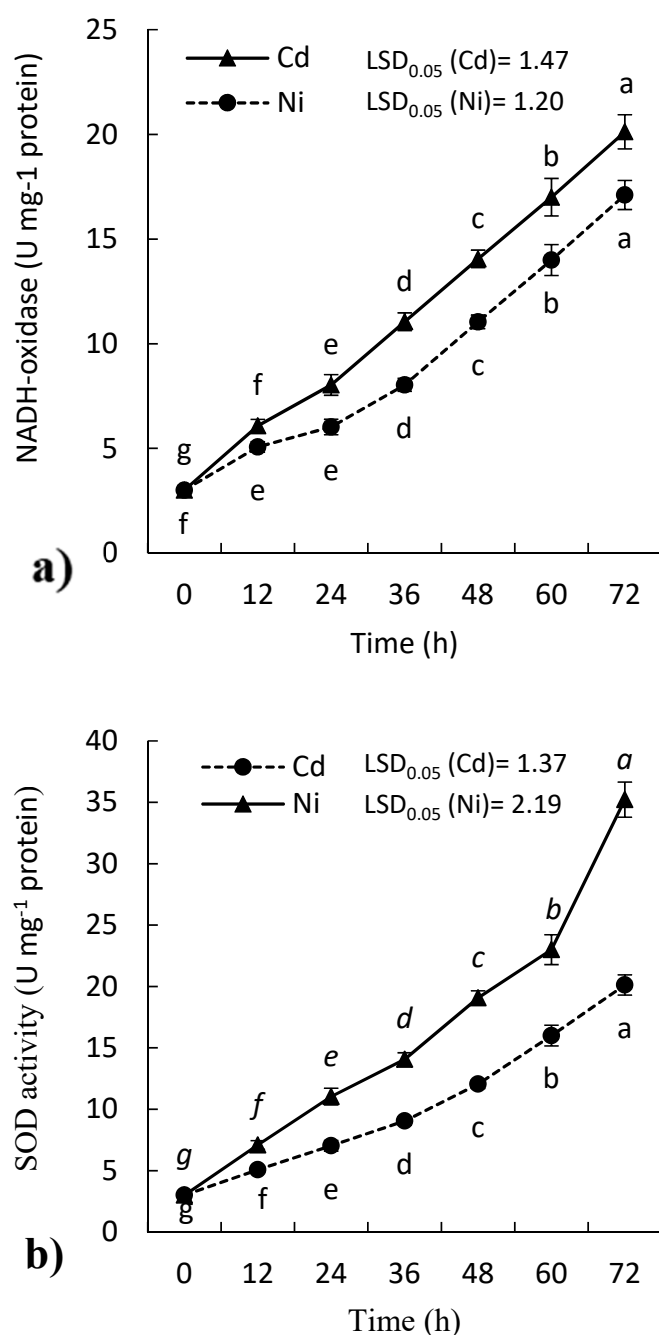 25
20
15
10
5
0
NADH-oxidase (U mg-1 protein)
Cd LSD0.05 (Cd)= 1.47
Ni LSD0.05 (Ni)= 1.20
a
b
c
d
e
f
g
f
e
e
d
c
b
a
0 12 24 36 48 60 72
Time (h)
a)
40
35
30
25
20
15
10
5
0
SOD activity (U mg-1 protein)
Cd LSD0.05 (Cd)= 1.37
Ni LSD0.05 (Ni)= 2.19
a
b
c
d
e
f
g
g
f
e
d
c
b
a
0 12 24 36 48 60 72
Time (h)
b)